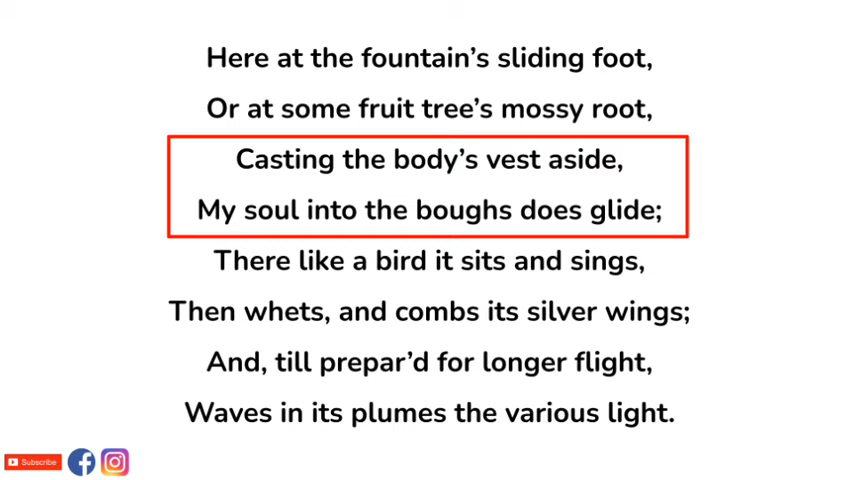 Here at the fountain’s sliding foot,
Or at some fruit tree’s mossy root,
Casting the body’s vest aside,
My soul into the boughs does glide;
There like a bird it sits and sings,
Then whets, and combs its silver wings;
And, till prepar’d for longer flight,
Waves in its plumes the various light.
Subscribe